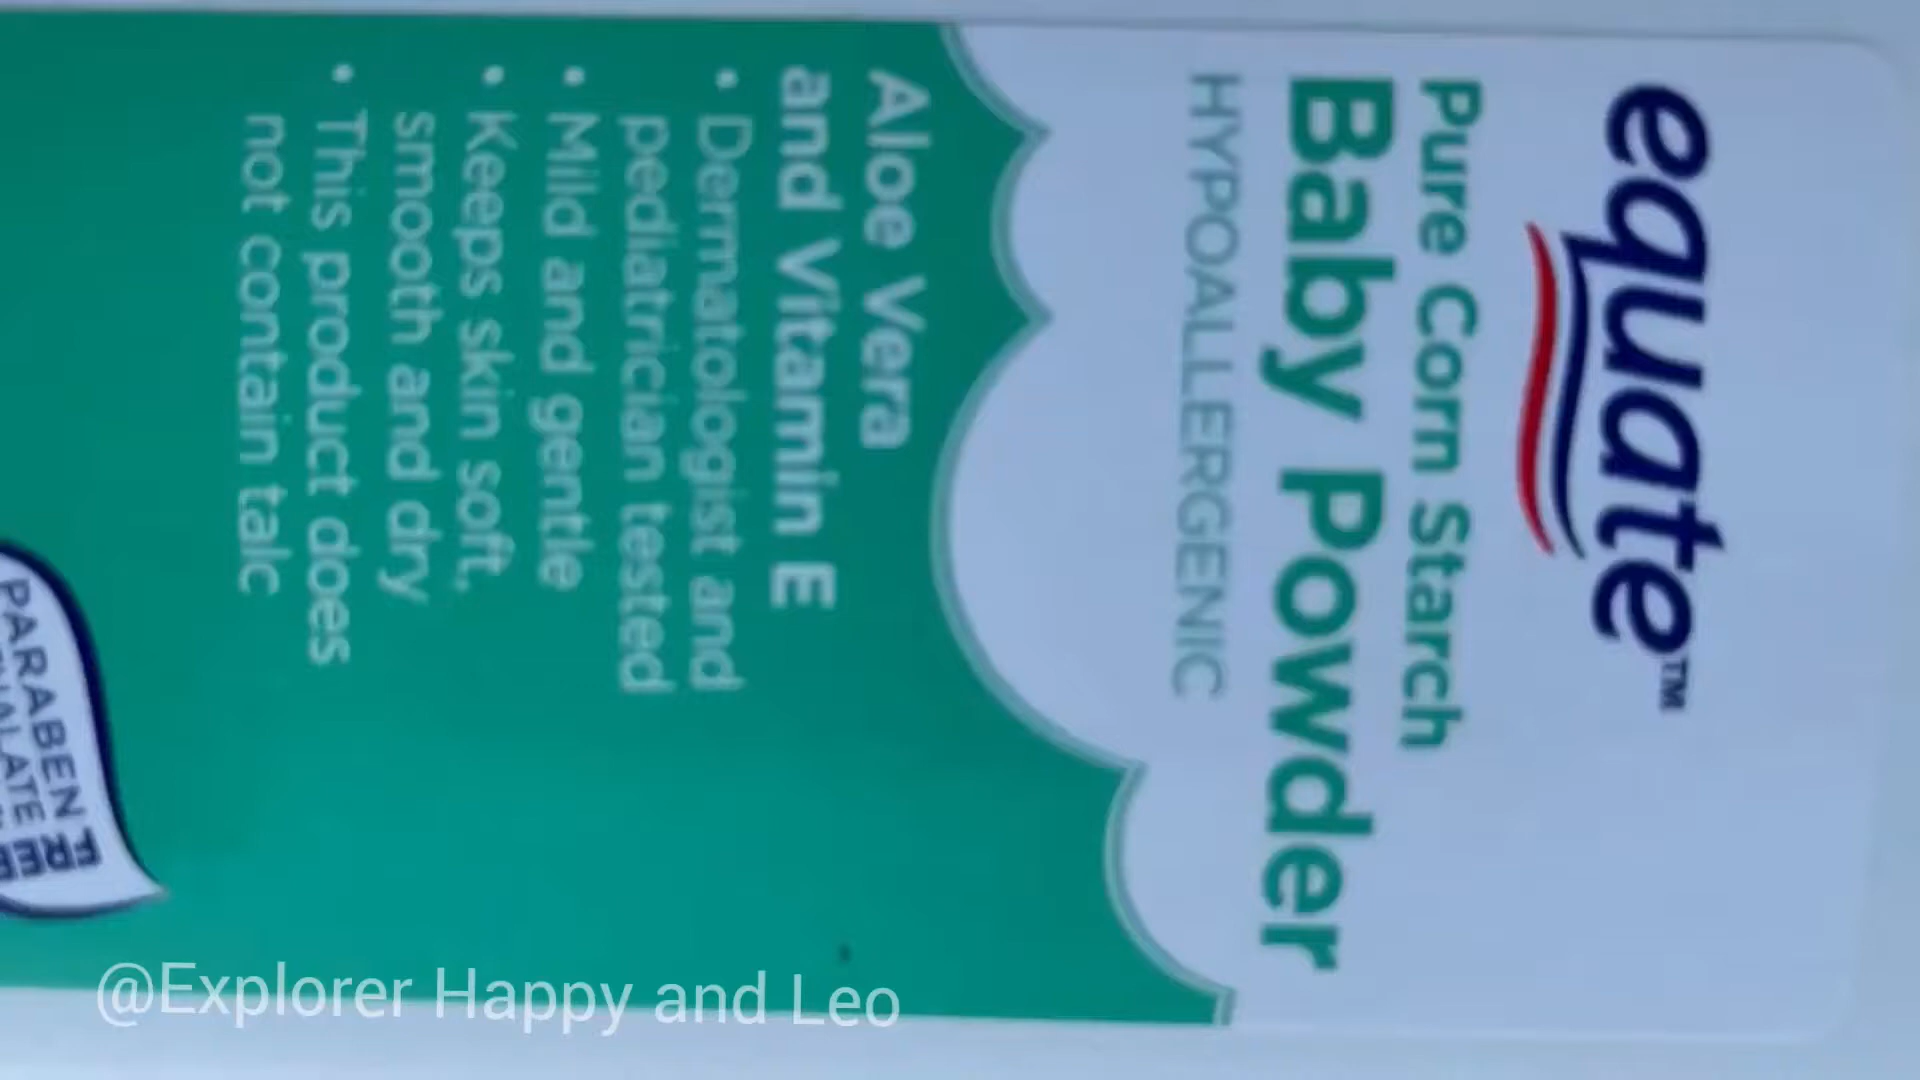 equate™
Pure Corn Starch
Baby Powder
HYPOALLERGENIC
Aloe Vera
and Vitamin E
• Dermatologist and
pediatrician tested
• Mild and gentle
• Keeps skin soft,
smooth and dry
• This product does
not contain talc
PARABEN
FREE
@Explorer Happy and Leo